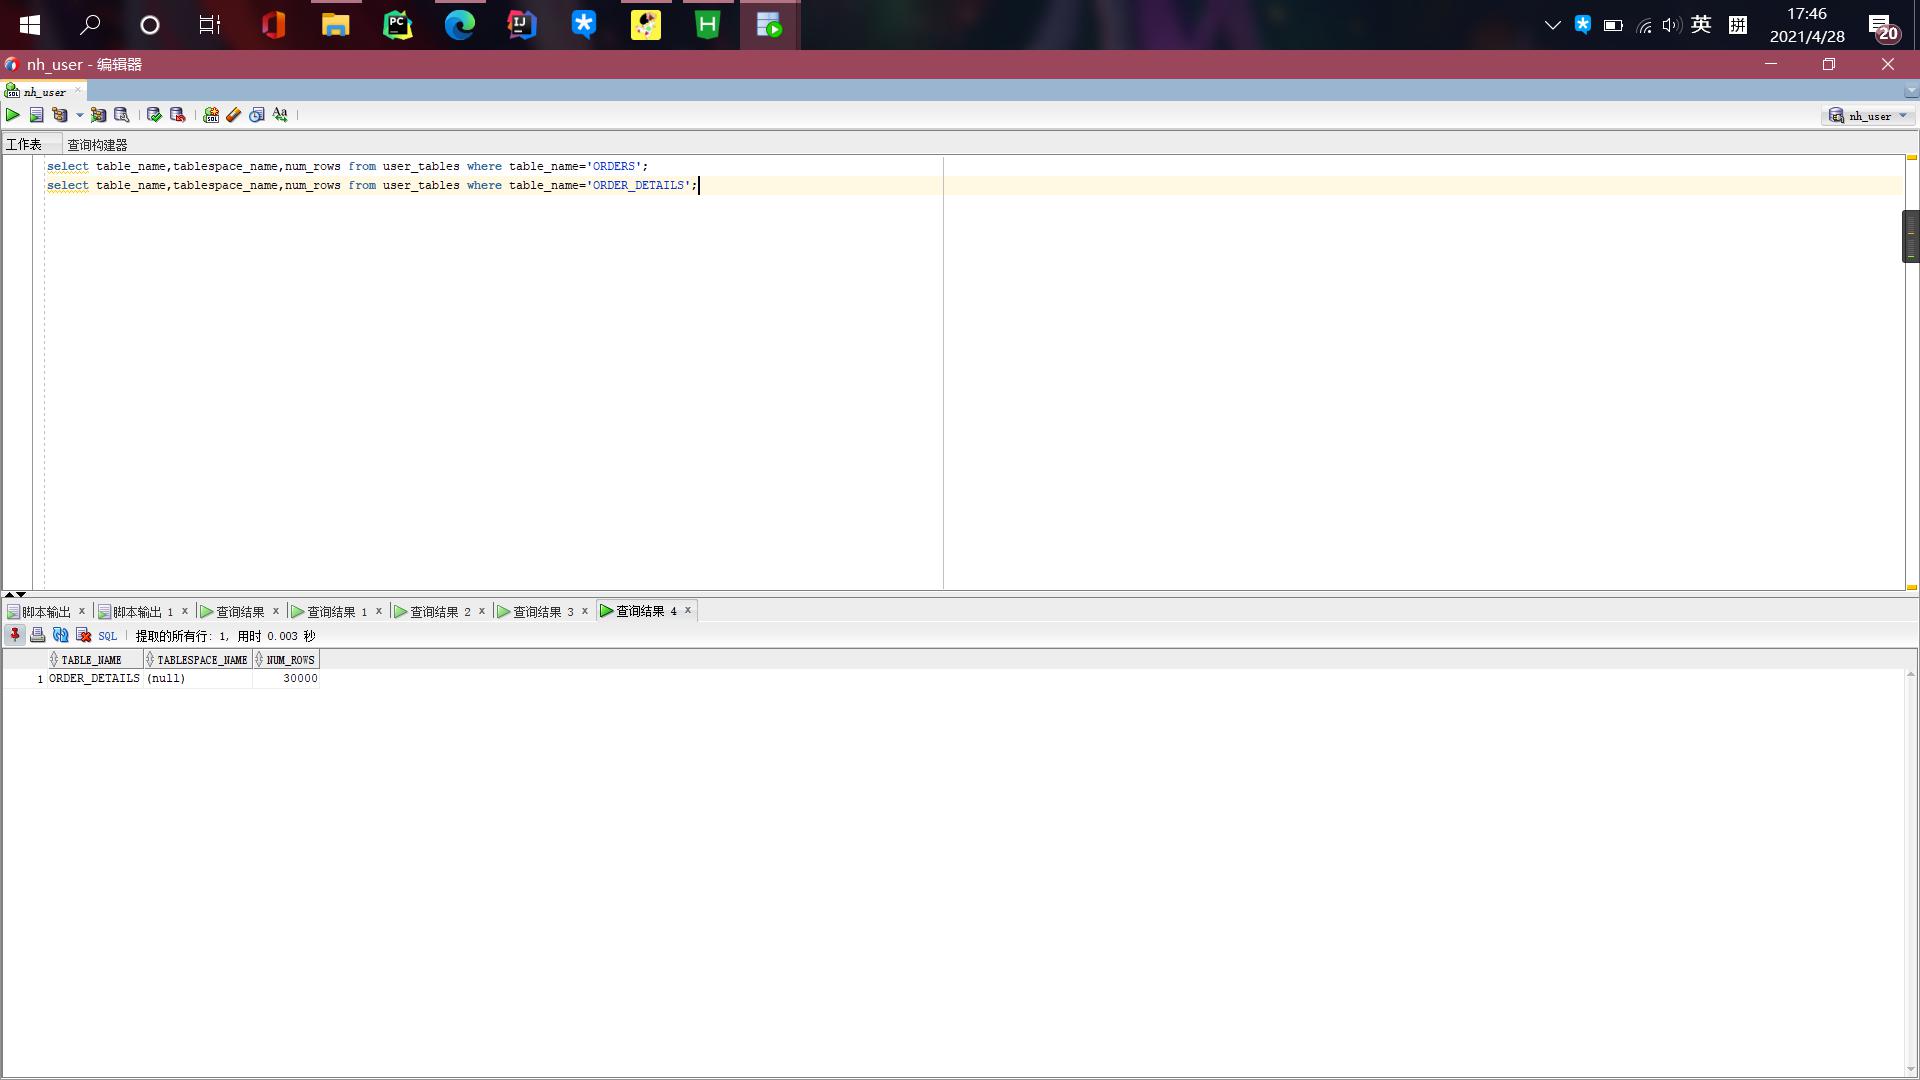 PC
IJ
H
英
拼
17:46
2021/4/28
20
nh_user - 编辑器
nh_user
nh_user
工作表
查询构建器
select table_name,tablespace_name,num_rows from user_tables where table_name='ORDERS';
select table_name,tablespace_name,num_rows from user_tables where table_name='ORDER_DETAILS';
脚本输出 x 脚本输出 1 x 查询结果 x 查询结果 1 x 查询结果 2 x 查询结果 3 x 查询结果 4 x
SQL 提取的所有行: 1, 用时 0.003 秒
TABLE_NAME TABLESPACE_NAME NUM_ROWS
1 ORDER_DETAILS (null) 30000